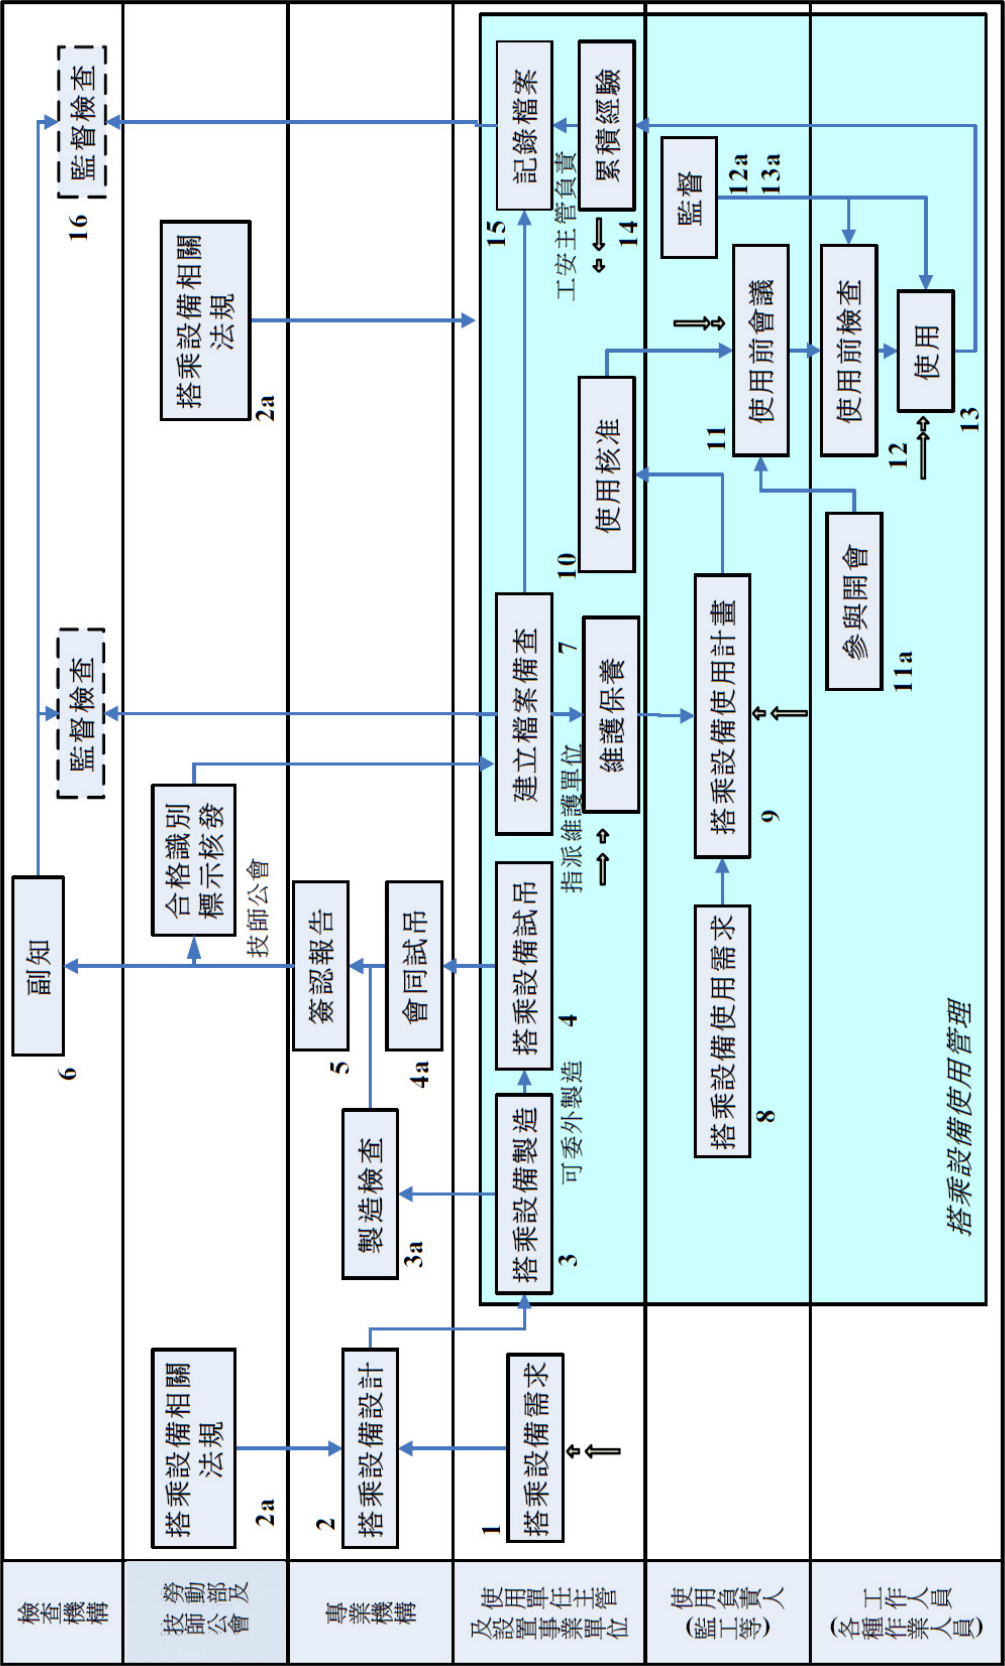 檢查
機構
副知
6
監督檢查
監督檢查
16
勞動部及
技師公會
搭乘設備相關
法規
2a
合格識別
標示核發
技師公會
搭乘設備相關
法規
2a
專業
機構
2
搭乘設備設計
製造檢查
3a
簽認報告
5
會同試吊
4a
使用單任主管
及設置事業單位
1
搭乘設備需求
搭乘設備製造
3
可委外製造
搭乘設備試吊
4
建立檔案備查
指派維護單位
7
維護保養
10
使用核准
15
記錄檔案
工安主管負責
累積經驗
14
使用負責人
(監工等)
搭乘設備使用需求
8
搭乘設備使用計畫
9
11
使用前會議
監督
12a
13a
工作人員
(各種作業人員)
參與開會
11a
使用前檢查
12
使用
13
搭乘設備使用管理